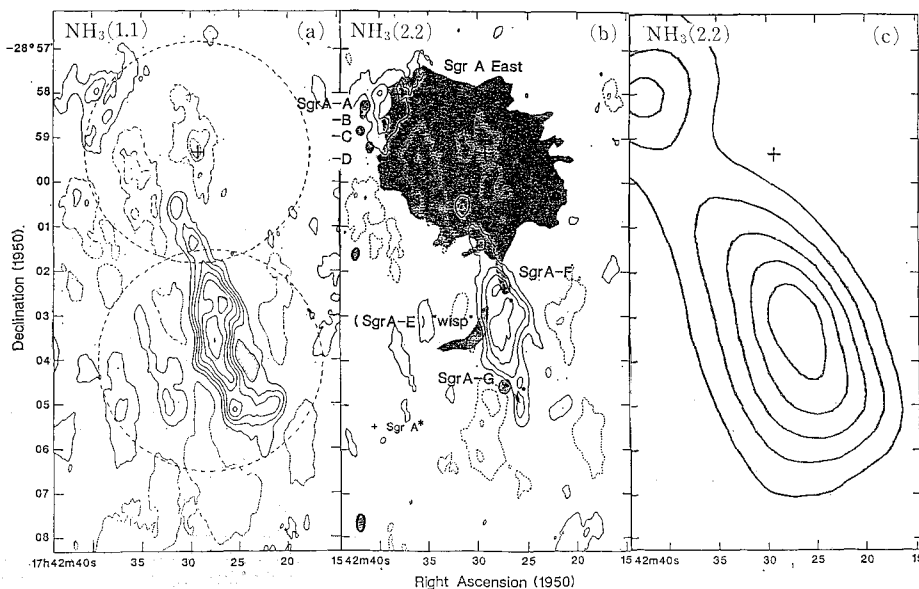 NH₃(1.1) (a)
NH₃(2.2) (b)
NH₃(2.2) (c)
Declination (1950)
-28°57
58
59
00
01
02
03
04
05
06
07
08
Sgr A East
SgrA-A
-B
-C
-D
SgrA-F
(SgrA-E) "wisp"
SgrA-G
+ Sgr A*
17h42m40s 35 30 25 20 15
42m40s 35 30 25 20 15
42m40s 35 30 25 20 15
Right Ascension (1950)